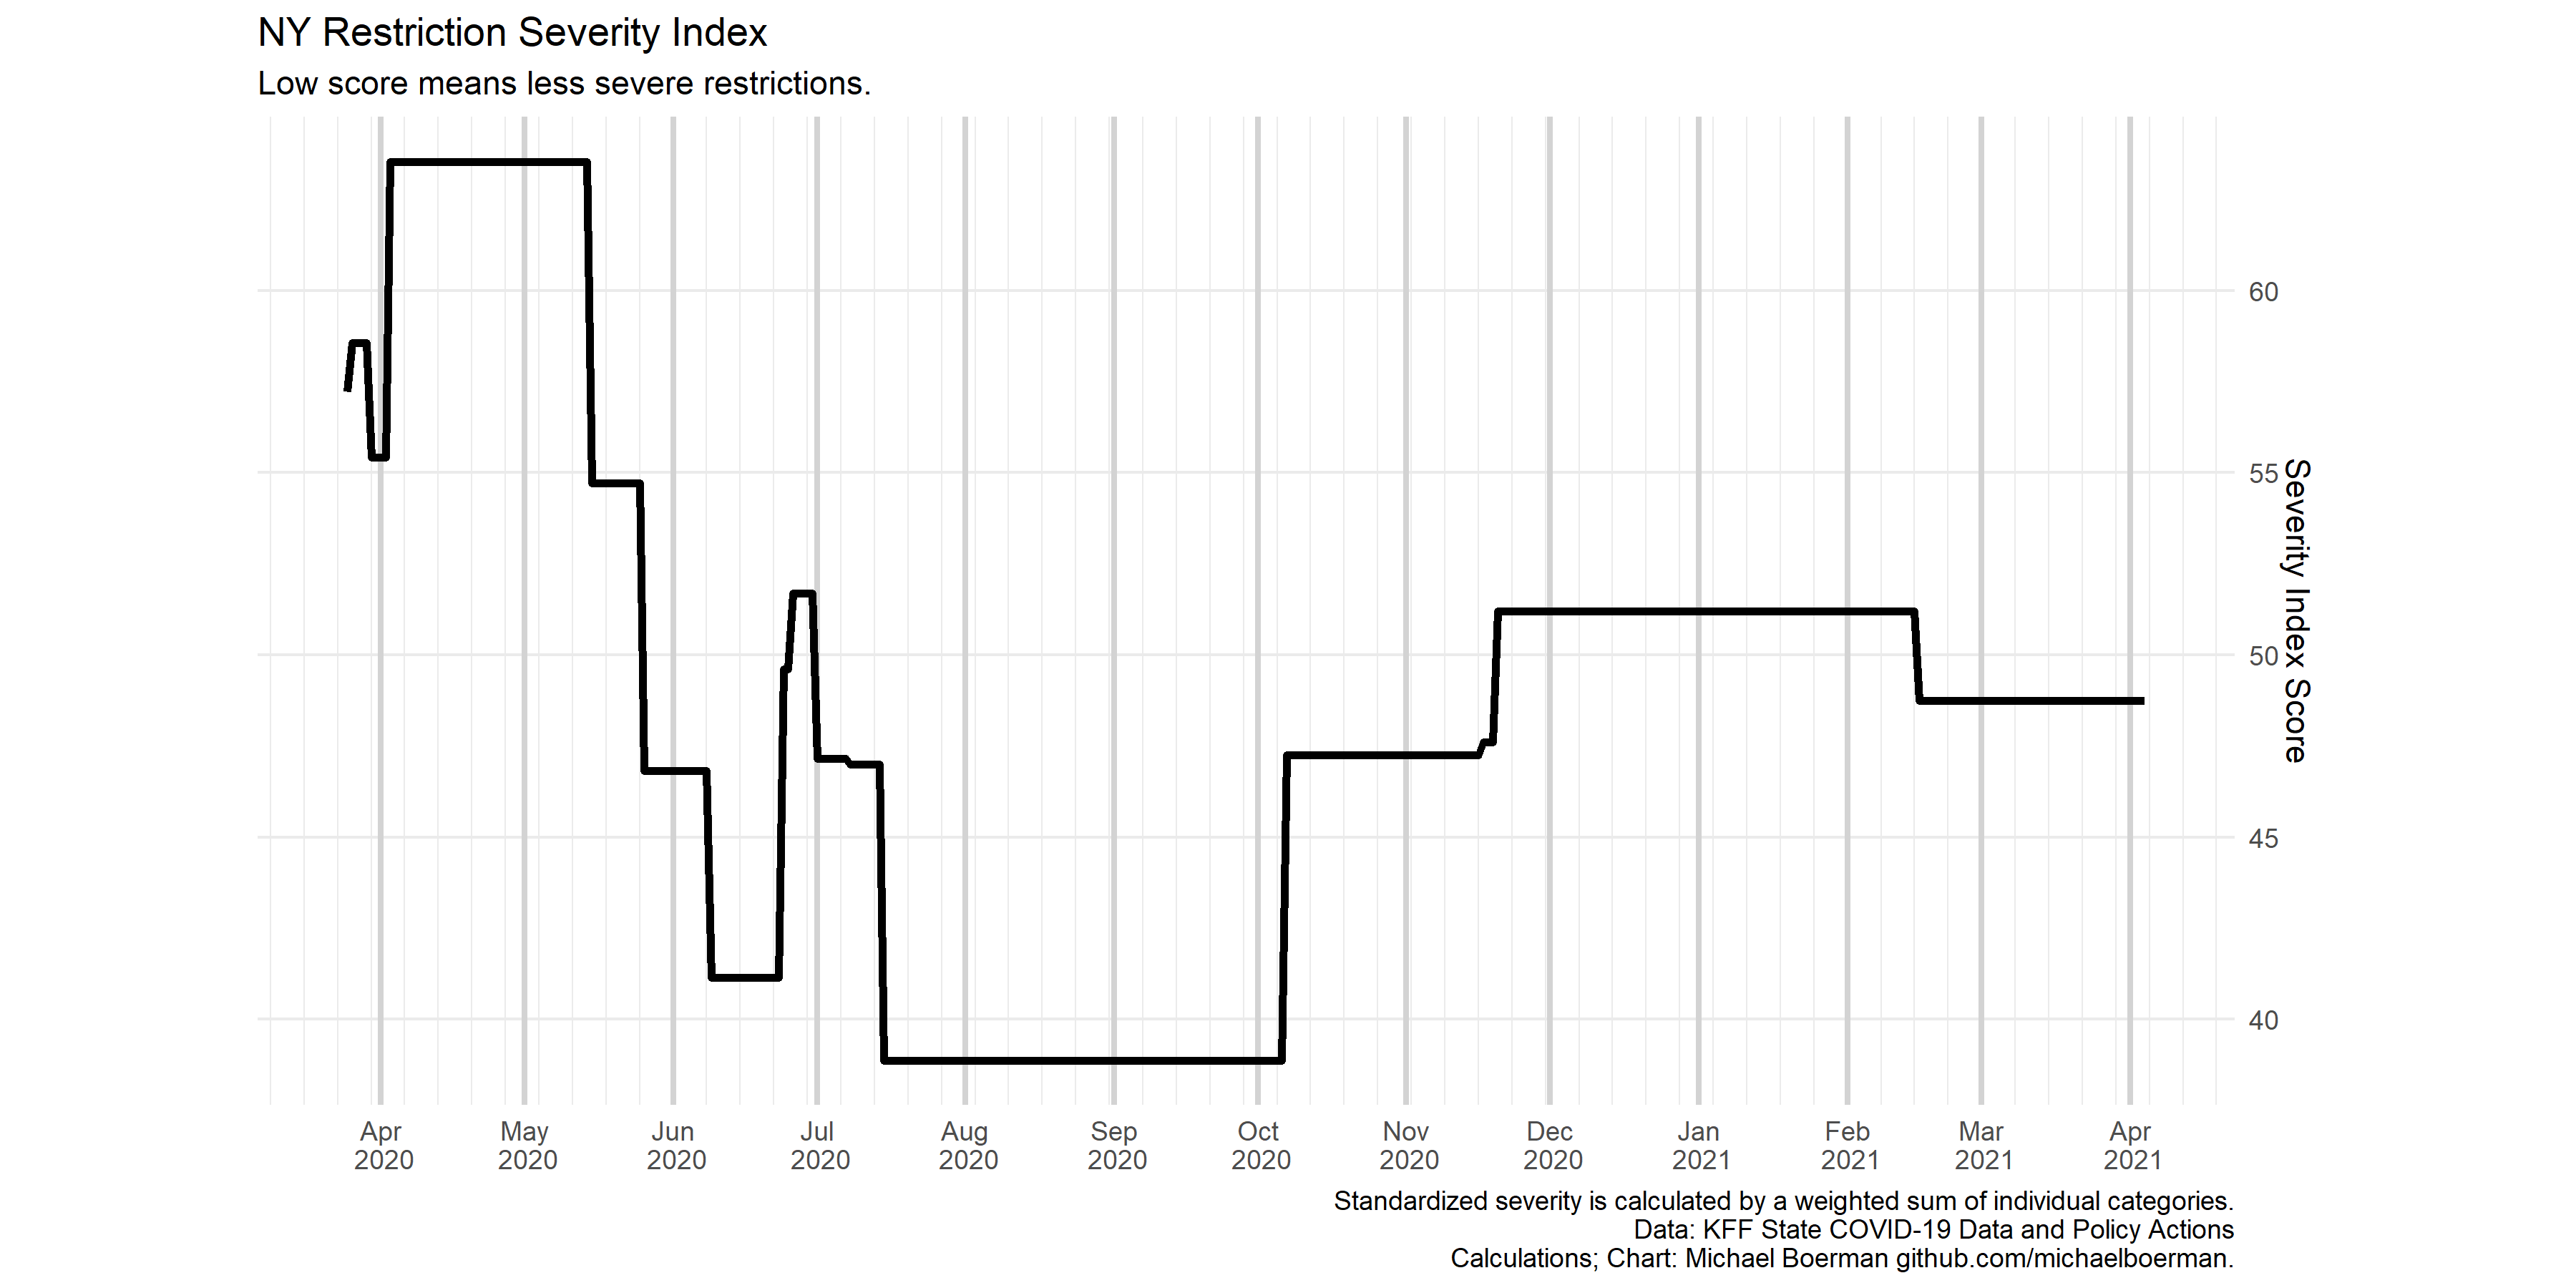 NY Restriction Severity Index
Low score means less severe restrictions.
60
55
50
45
40
Severity Index Score
Apr 2020
May 2020
Jun 2020
Jul 2020
Aug 2020
Sep 2020
Oct 2020
Nov 2020
Dec 2020
Jan 2021
Feb 2021
Mar 2021
Apr 2021
Standardized severity is calculated by a weighted sum of individual categories.
Data: KFF State COVID-19 Data and Policy Actions
Calculations; Chart: Michael Boerman github.com/michaelboerman.